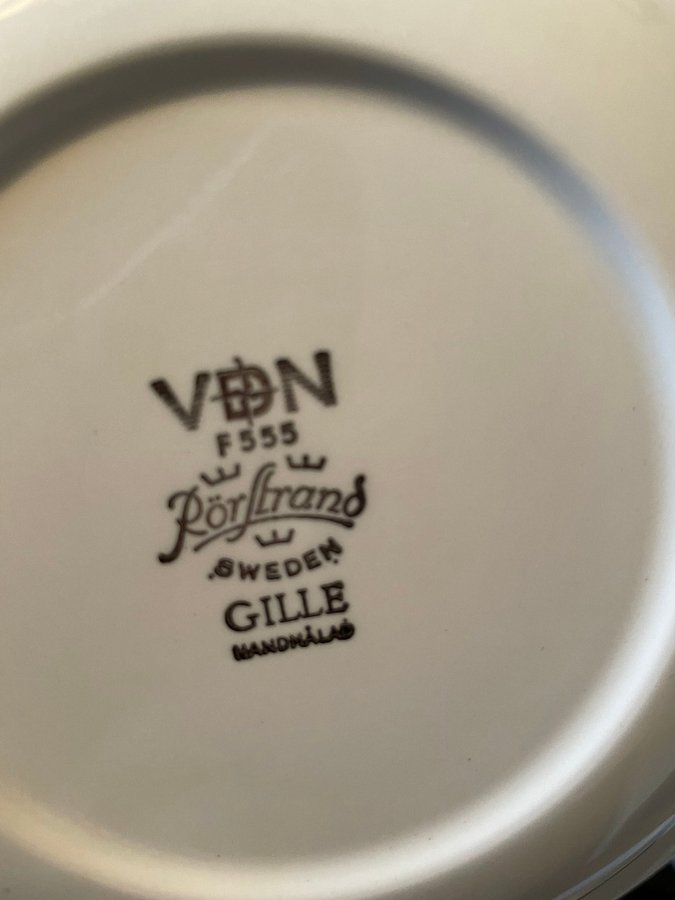 VDN
F555
Rörstrand
SWEDEN
GILLE
HANDMÅLAD